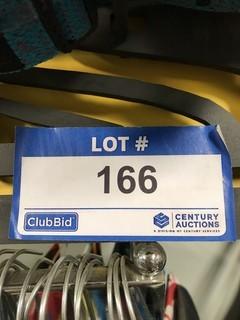 LOT #
166
ClubBid
CENTURY
AUCTIONS
A DIVISION OF CENTURY SERVICES